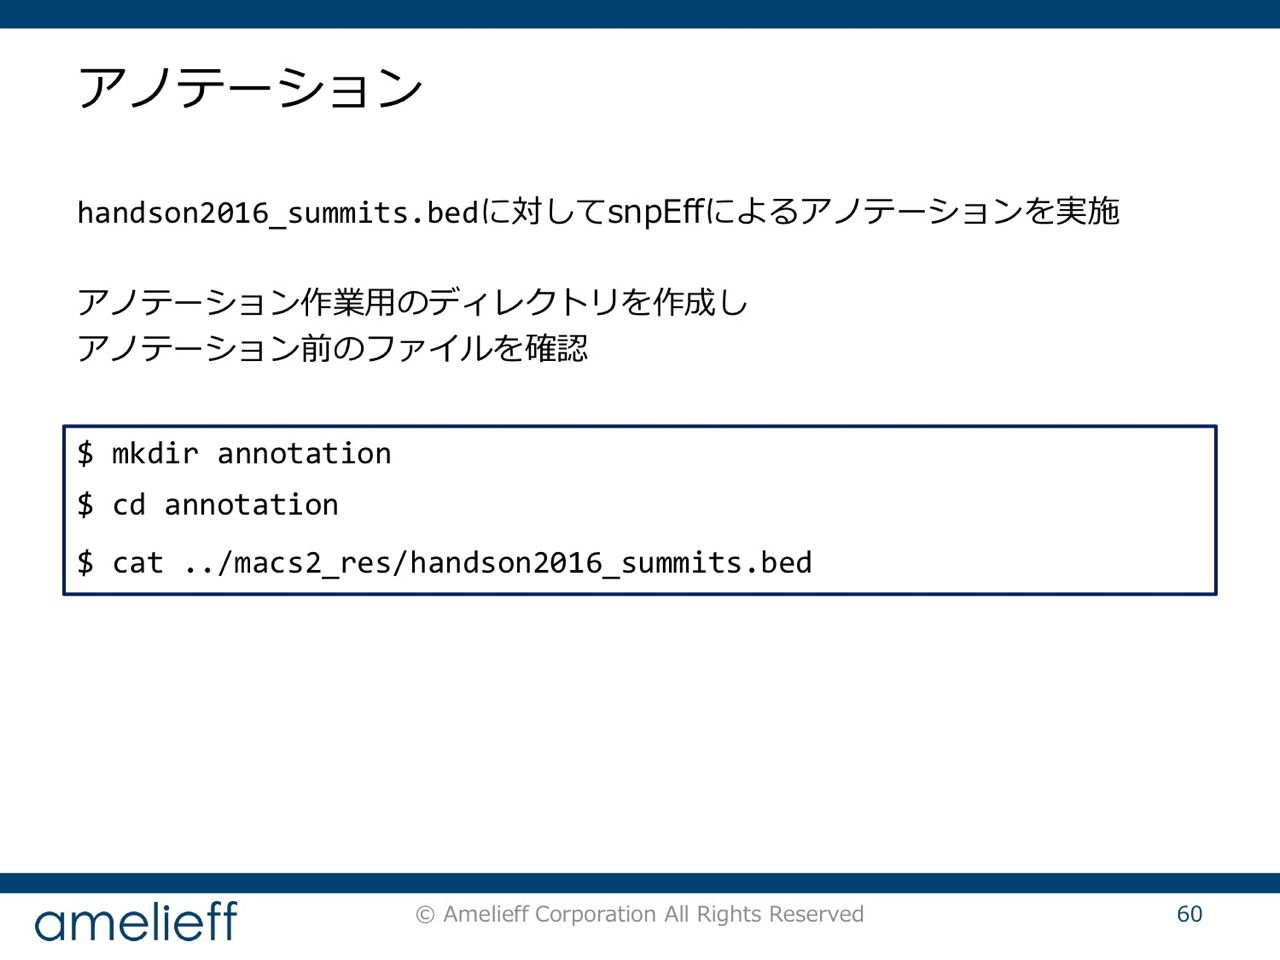 アノテーション
handson2016_summits.bedに対してsnpEffによるアノテーションを実施
アノテーション作業用のディレクトリを作成し
アノテーション前のファイルを確認
$ mkdir annotation
$ cd annotation
$ cat ../macs2_res/handson2016_summits.bed
amelieff
© Amelieff Corporation All Rights Reserved
60